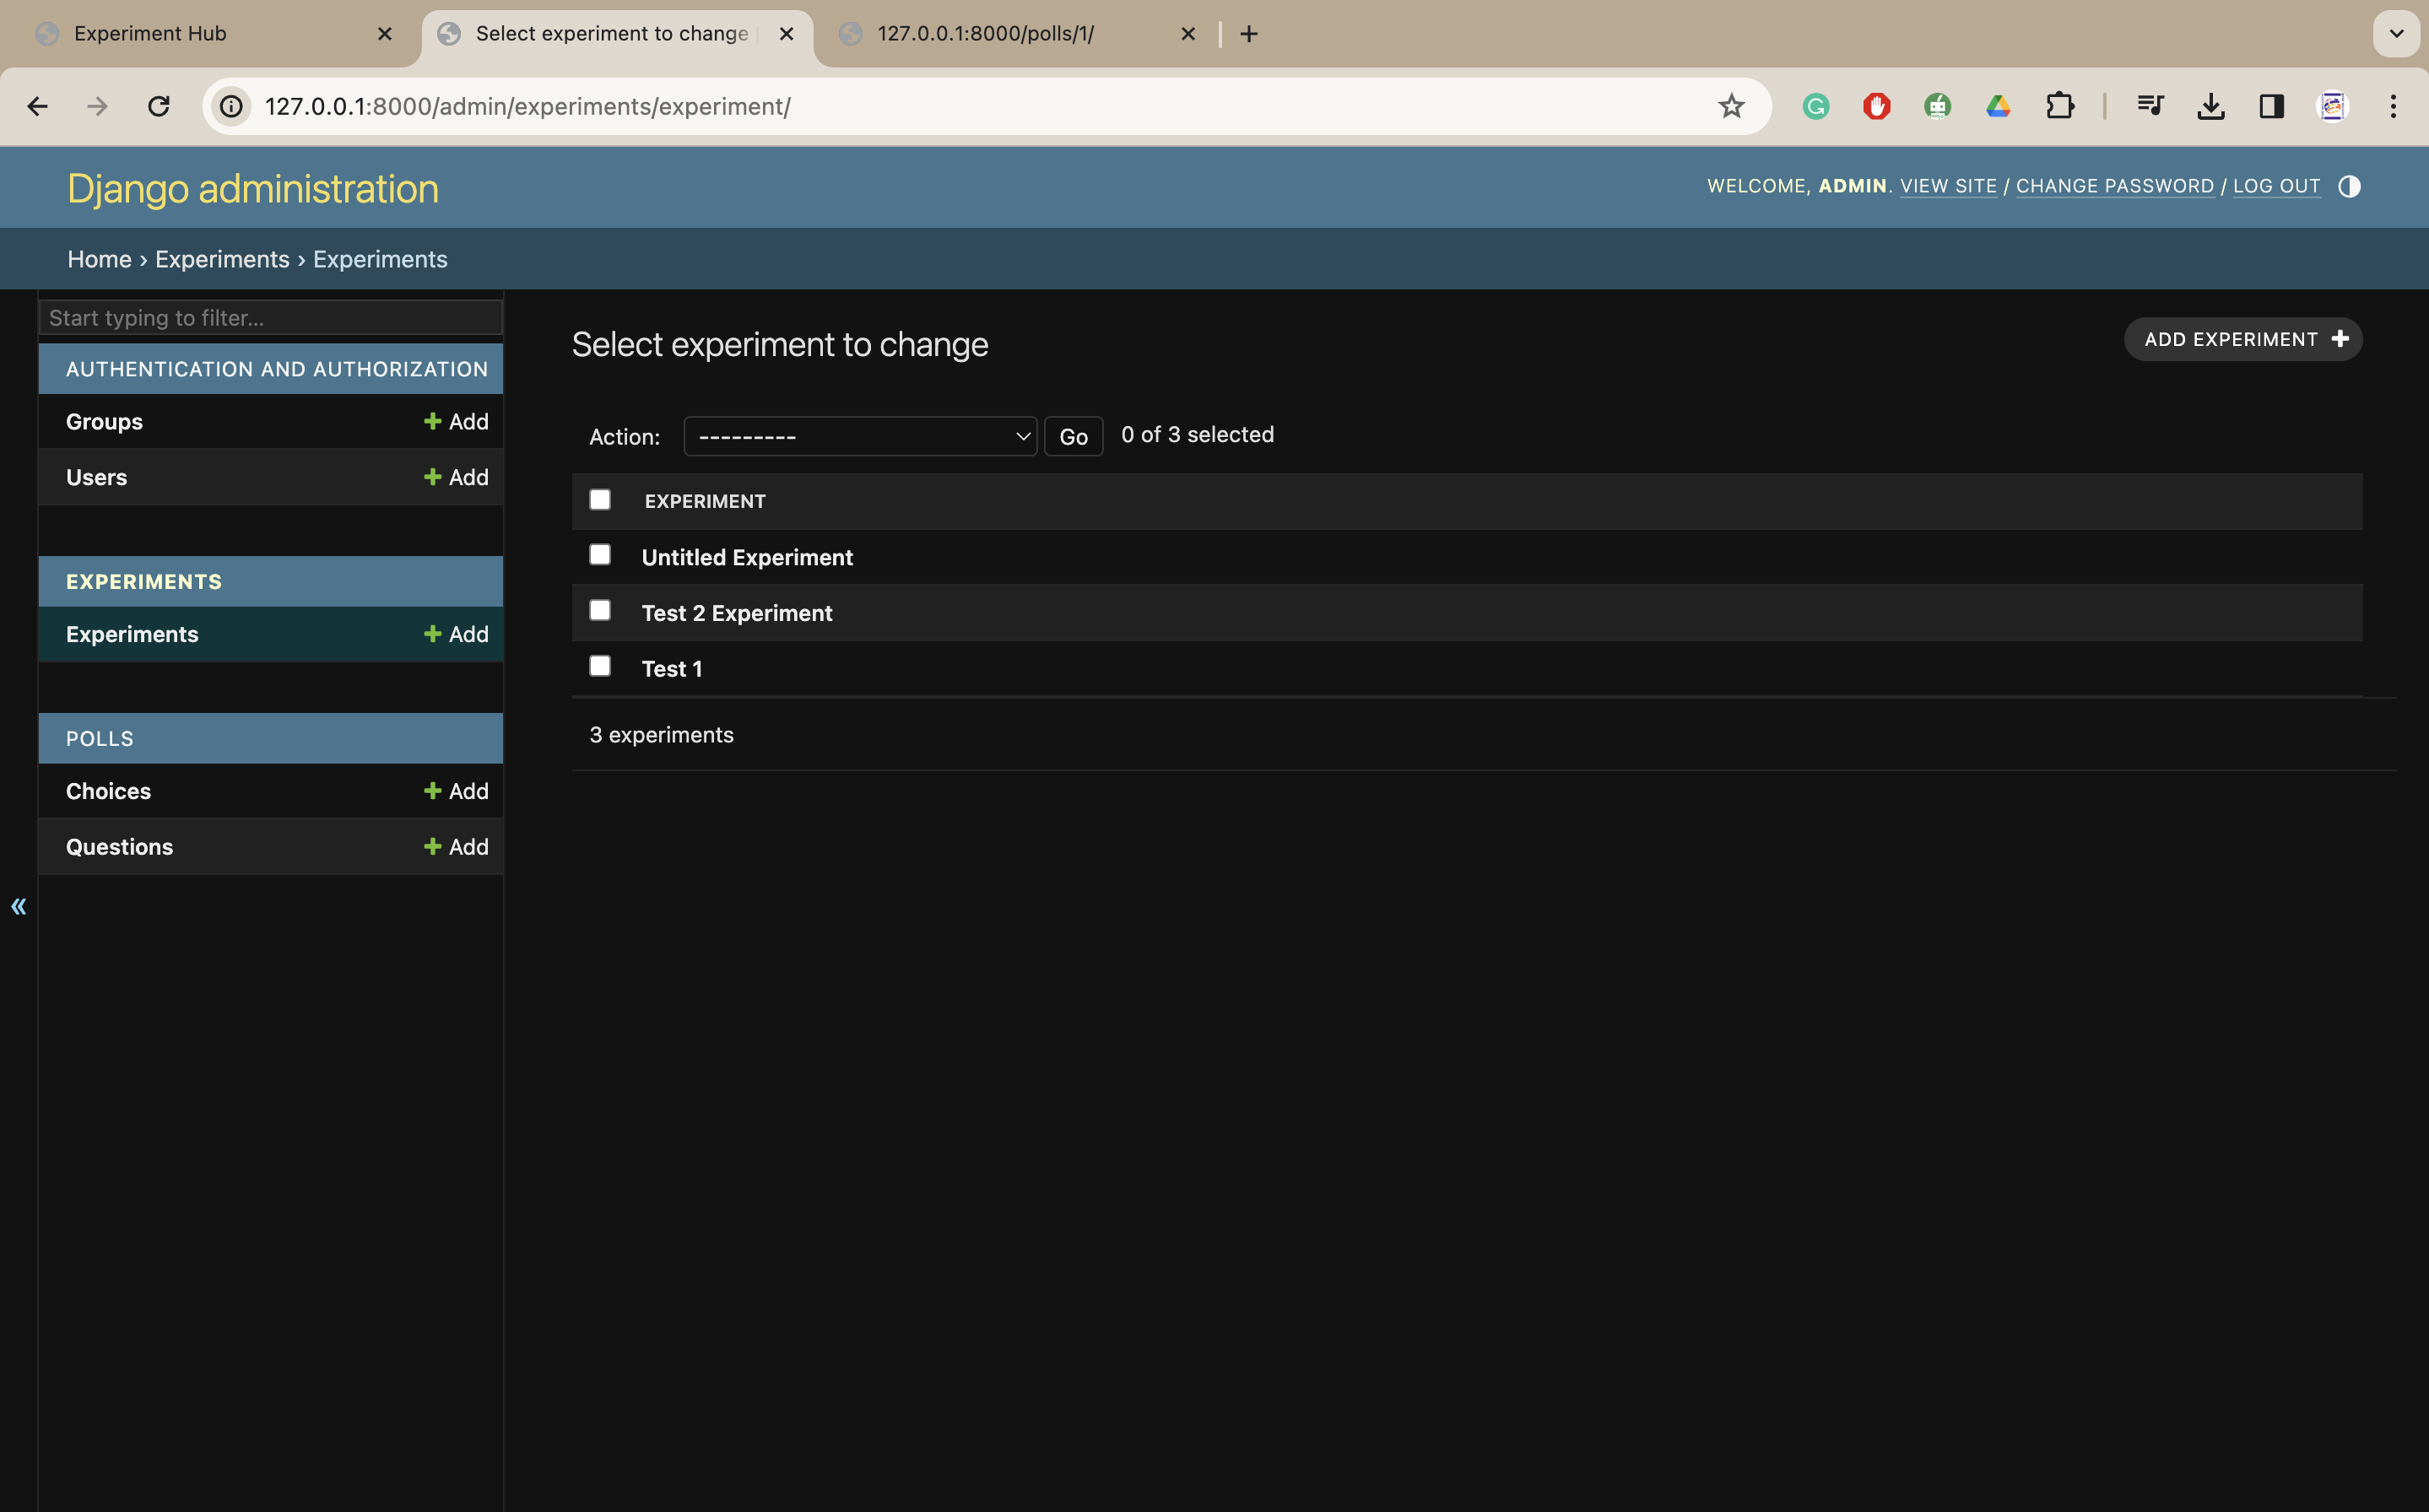 Experiment Hub
Select experiment to change
127.0.0.1:8000/polls/1/
127.0.0.1:8000/admin/experiments/experiment/
Django administration
WELCOME, ADMIN. VIEW SITE / CHANGE PASSWORD / LOG OUT
Home › Experiments › Experiments
Start typing to filter...
AUTHENTICATION AND AUTHORIZATION
Groups + Add
Users + Add
EXPERIMENTS
Experiments + Add
POLLS
Choices + Add
Questions + Add
«
Select experiment to change
ADD EXPERIMENT +
Action: --------- Go 0 of 3 selected
EXPERIMENT
Untitled Experiment
Test 2 Experiment
Test 1
3 experiments